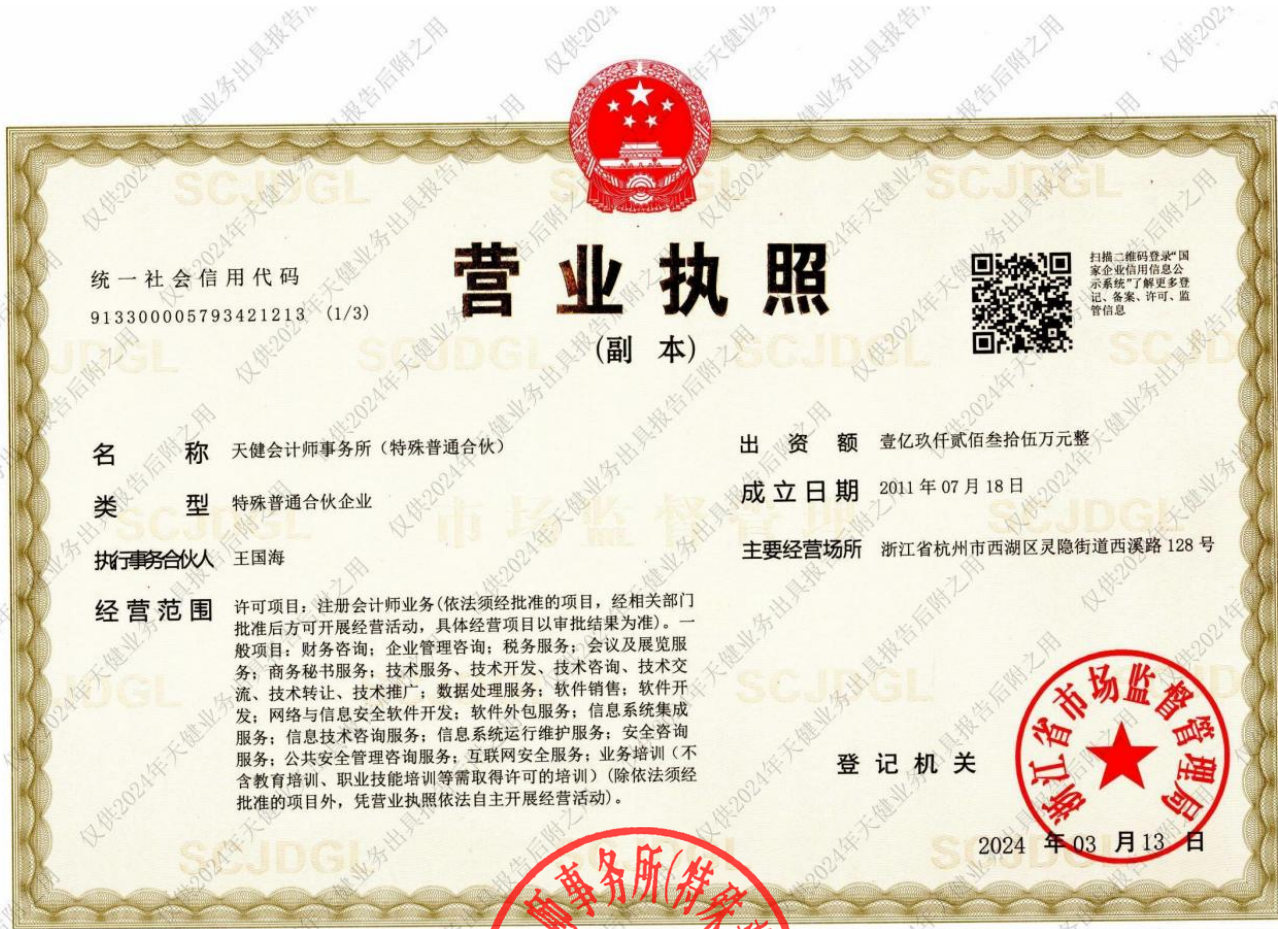 营业执照
(副 本)
统一社会信用代码
913300005793421213 (1/3)
扫描二维码登录“国
家企业信用信息公
示系统”了解更多登
记、备案、许可、监
管信息
名 称 天健会计师事务所（特殊普通合伙）
类 型 特殊普通合伙企业
执行事务合伙人 王国海
经营范围 许可项目：注册会计师业务(依法须经批准的项目，经相关部门
批准后方可开展经营活动，具体经营项目以审批结果为准)。一
般项目：财务咨询；企业管理咨询；税务服务；会议及展览服
务；商务秘书服务；技术服务、技术开发、技术咨询、技术交
流、技术转让、技术推广；数据处理服务；软件销售；软件开
发；网络与信息安全软件开发；软件外包服务；信息系统集成
服务；信息技术咨询服务；信息系统运行维护服务；安全咨询
服务；公共安全管理咨询服务；互联网安全服务；业务培训（不
含教育培训、职业技能培训等需取得许可的培训）(除依法须经
批准的项目外，凭营业执照依法自主开展经营活动)。
出 资 额 壹亿玖仟贰佰叁拾伍万元整
成立日期 2011年07月18日
主要经营场所 浙江省杭州市西湖区灵隐街道西溪路128号
登记机关
浙江省市场监督管理局
2024 年 03 月 13 日
师事务所(特殊
SCJDGL
市场监督管理
仅供2024年天健业务出具报告后附之用